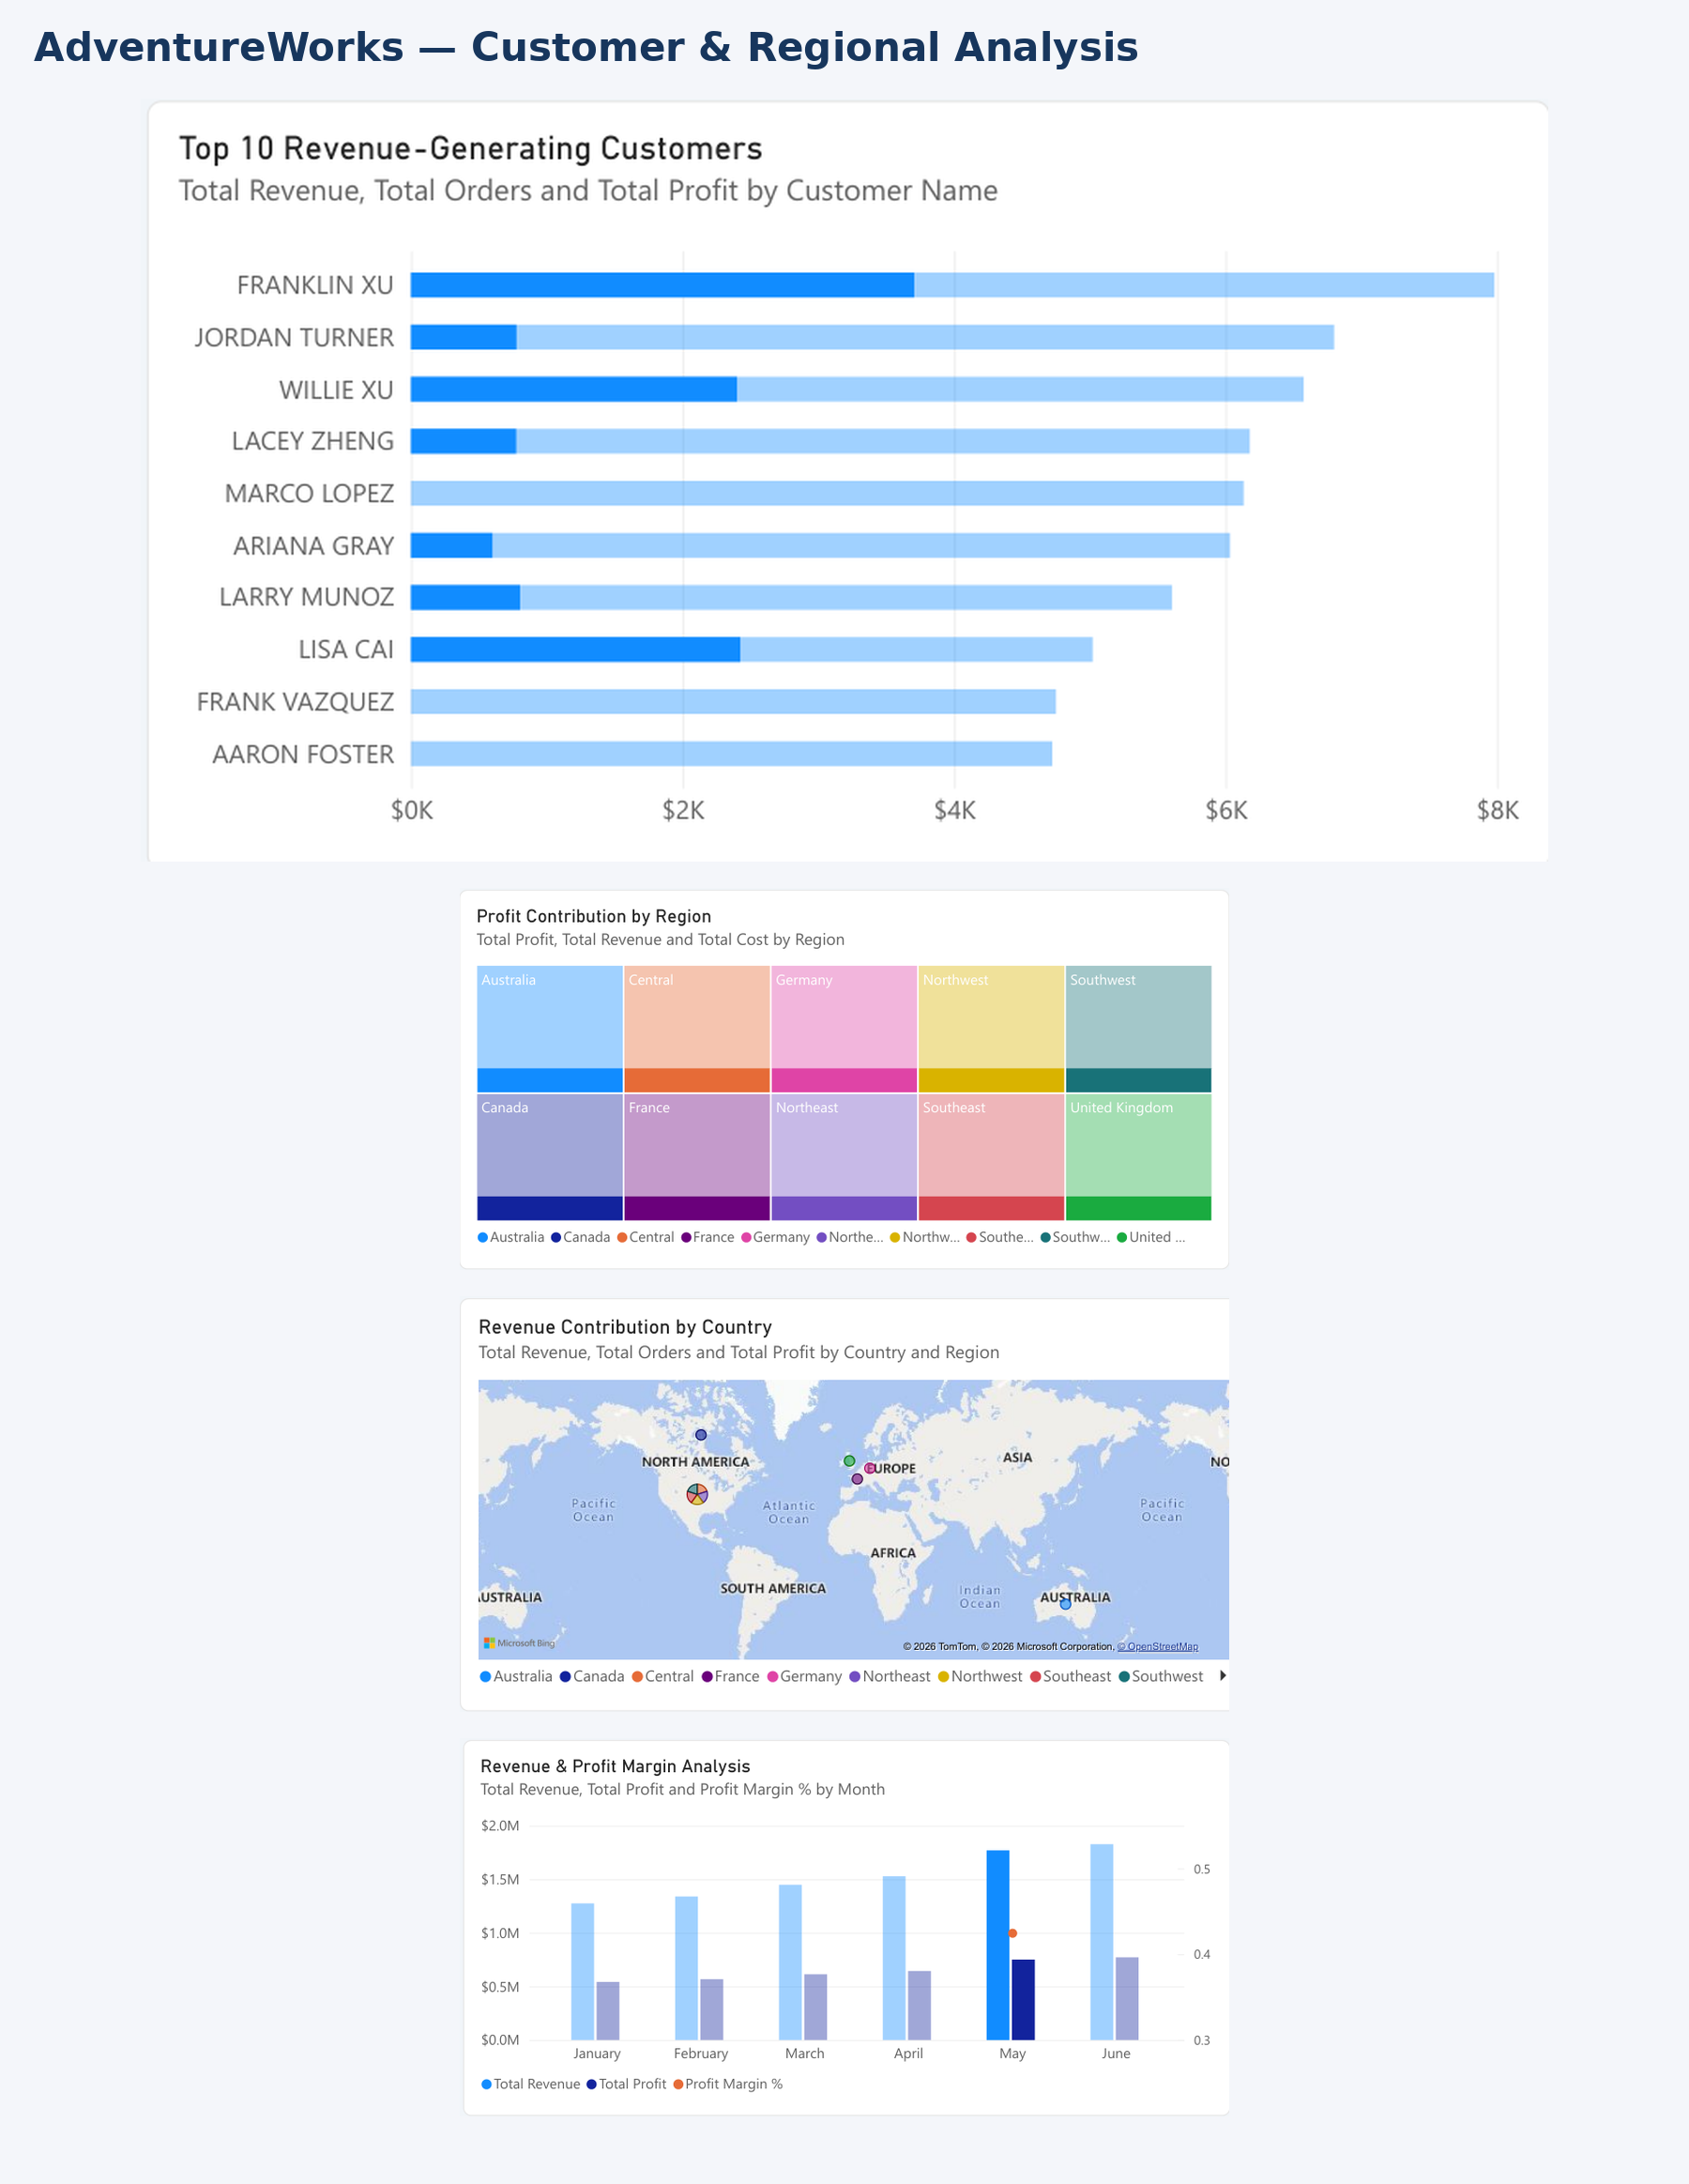 AdventureWorks — Customer & Regional Analysis
Top 10 Revenue-Generating Customers
Total Revenue, Total Orders and Total Profit by Customer Name
FRANKLIN XU
JORDAN TURNER
WILLIE XU
LACEY ZHENG
MARCO LOPEZ
ARIANA GRAY
LARRY MUNOZ
LISA CAI
FRANK VAZQUEZ
AARON FOSTER
$0K $2K $4K $6K $8K
Profit Contribution by Region
Total Profit, Total Revenue and Total Cost by Region
Australia Central Germany Northwest Southwest
Canada France Northeast Southeast United Kingdom
Australia Canada Central France Germany Northe... Northw... Southe... Southw... United ...
Revenue Contribution by Country
Total Revenue, Total Orders and Total Profit by Country and Region
ASIA
NORTH AMERICA NO
EUROPE
Pacific Ocean Atlantic Ocean Pacific Ocean
AFRICA
SOUTH AMERICA Indian Ocean
AUSTRALIA AUSTRALIA
Microsoft Bing © 2026 TomTom, © 2026 Microsoft Corporation, © OpenStreetMap
Australia Canada Central France Germany Northeast Northwest Southeast Southwest
Revenue & Profit Margin Analysis
Total Revenue, Total Profit and Profit Margin % by Month
$2.0M
0.5
$1.5M
$1.0M
0.4
$0.5M
$0.0M 0.3
January February March April May June
Total Revenue Total Profit Profit Margin %